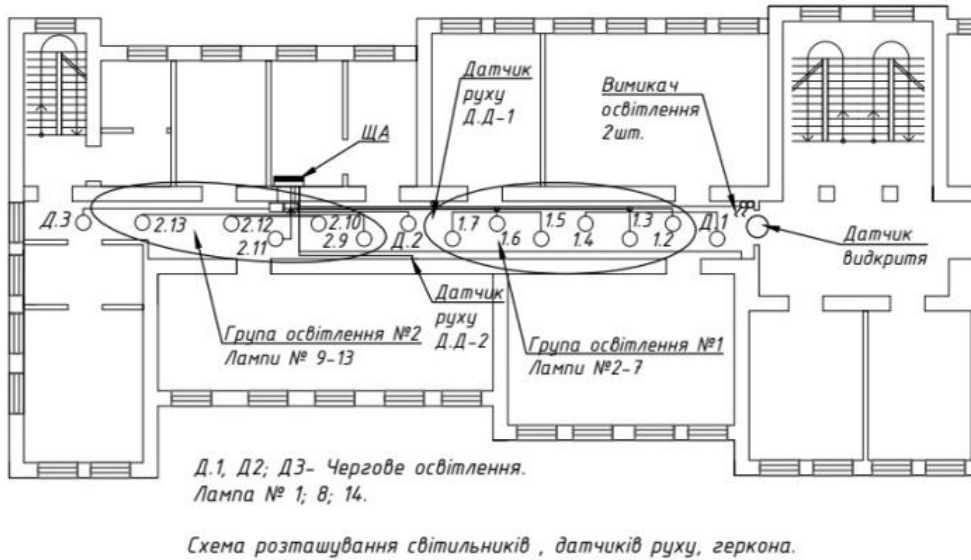 Датчик
руху
Д.Д-1
Вимикач
освітлення
2шт.
ЩА
Д.3
2.13
2.12
2.11
2.10
2.9
Д.2
1.7
1.6
1.5
1.4
1.3
1.2
Д.1
Датчик
видкритя
Датчик
руху
Д.Д-2
Група освітлення №2
Лампи № 9-13
Група освітлення №1
Лампи №2-7
Д.1, Д2; Д3- Чергове освітлення.
Лампа № 1; 8; 14.
Схема розташування світильників , датчиків руху, геркона.